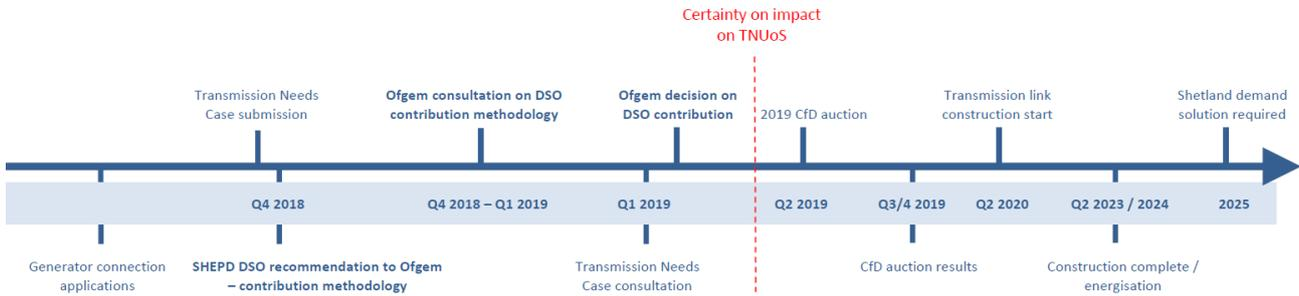 Certainty on impact
on TNUoS
Transmission Needs
Case submission
Ofgem consultation on DSO
contribution methodology
Ofgem decision on
DSO contribution
2019 CfD auction
Transmission link
construction start
Shetland demand
solution required
Q4 2018
Q4 2018 – Q1 2019
Q1 2019
Q2 2019
Q3/4 2019
Q2 2020
Q2 2023 / 2024
2025
Generator connection
applications
SHEPD DSO recommendation to Ofgem
– contribution methodology
Transmission Needs
Case consultation
CfD auction results
Construction complete /
energisation